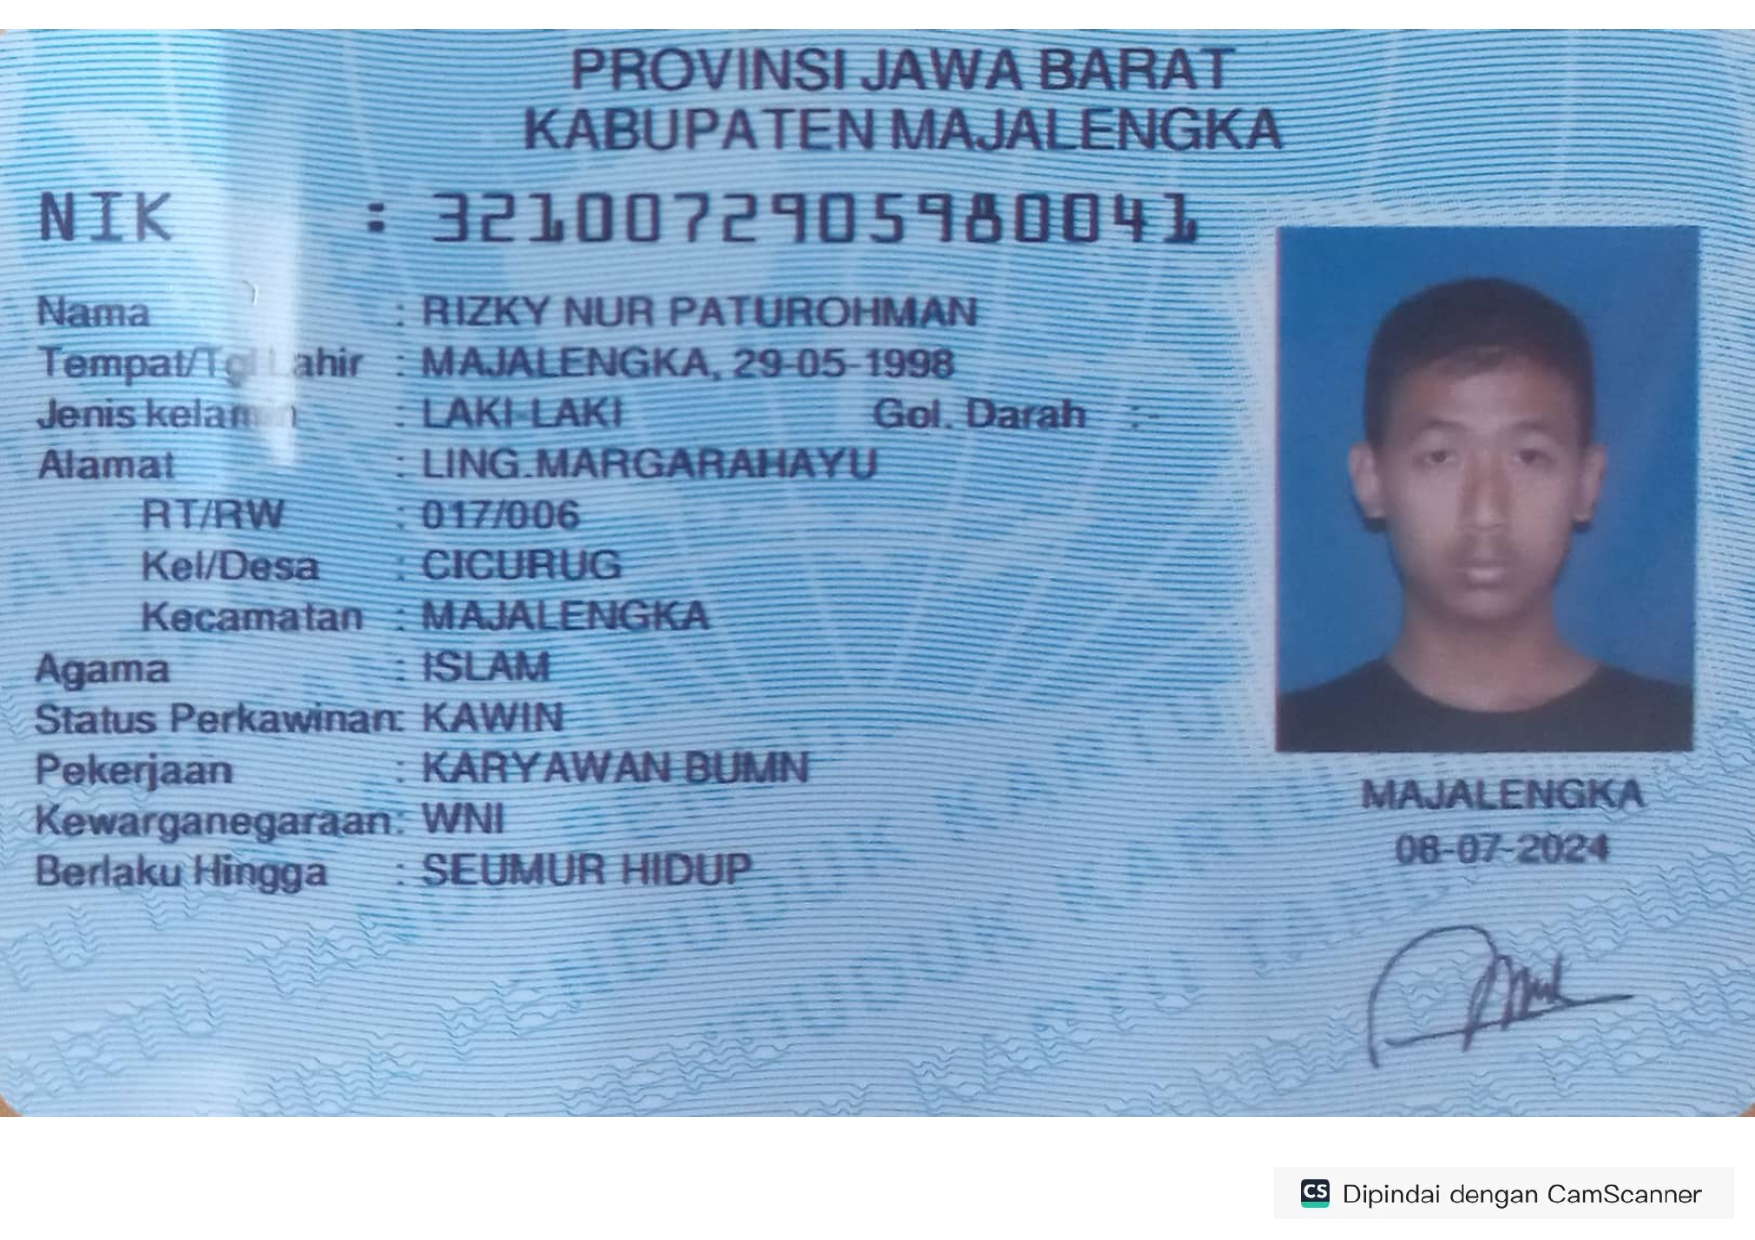 PROVINSI JAWA BARAT
KABUPATEN MAJALENGKA
NIK : 3210072905980041
Nama : RIZKY NUR PATUROHMAN
Tempat/Tgl Lahir : MAJALENGKA, 29-05-1998
Jenis kelamin : LAKI-LAKI Gol. Darah : -
Alamat : LING.MARGARAHAYU
RT/RW : 017/006
Kel/Desa : CICURUG
Kecamatan : MAJALENGKA
Agama : ISLAM
Status Perkawinan: KAWIN
Pekerjaan : KARYAWAN BUMN
Kewarganegaraan: WNI
Berlaku Hingga : SEUMUR HIDUP
MAJALENGKA
08-07-2024
CS Dipindai dengan CamScanner